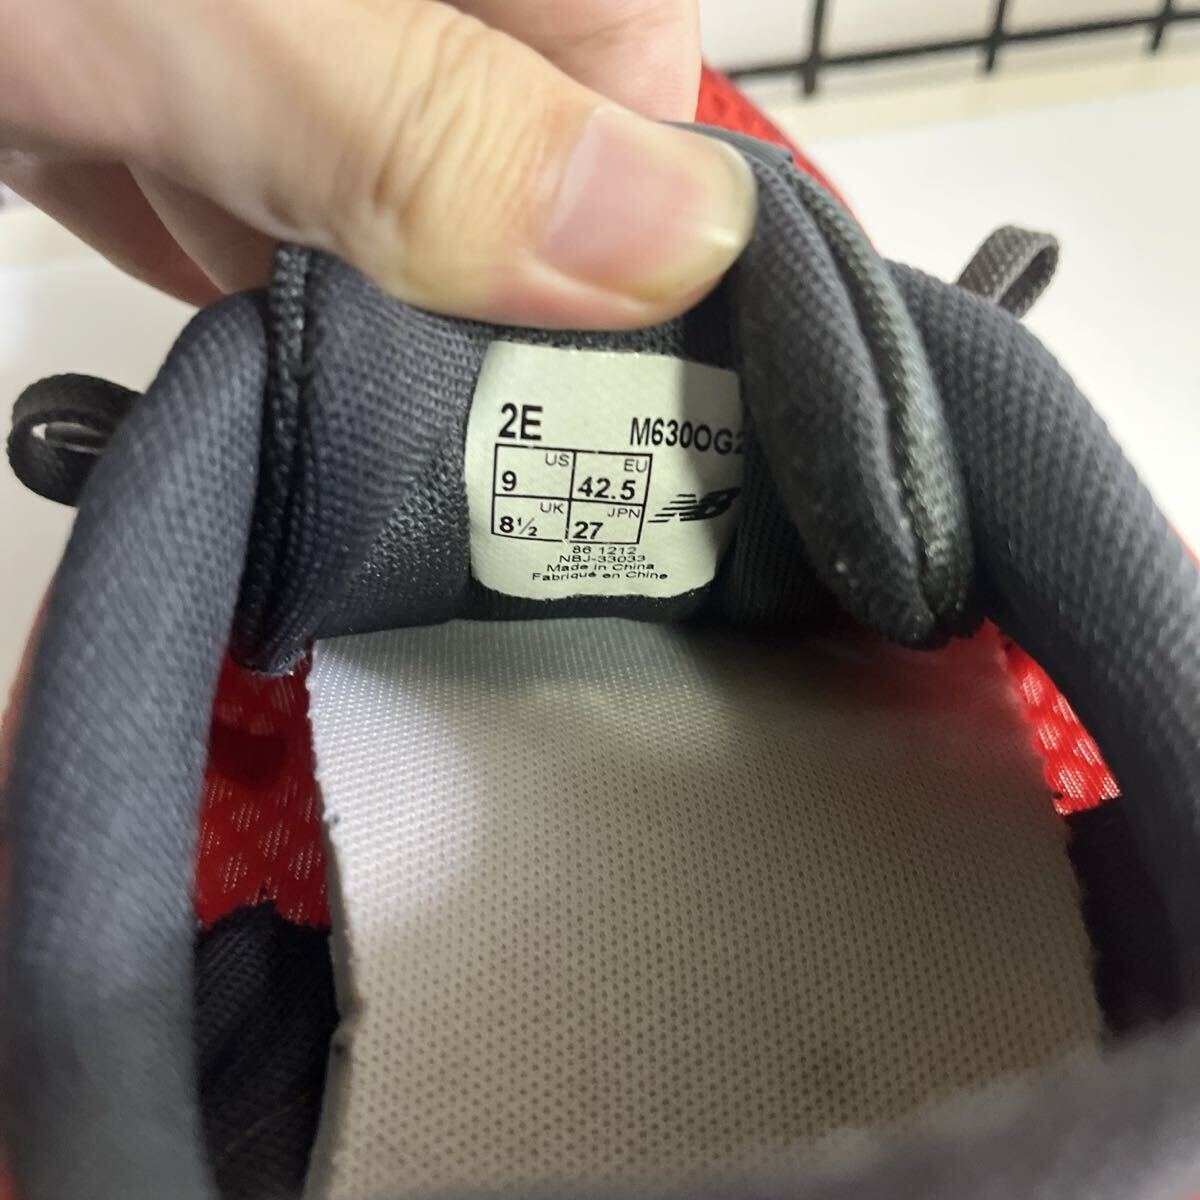 2E M630OG2
US EU
9 42.5
UK JPN
8½ 27
NB
86 1212
NBJ-33033
Made in China
Fabriqué en Chine